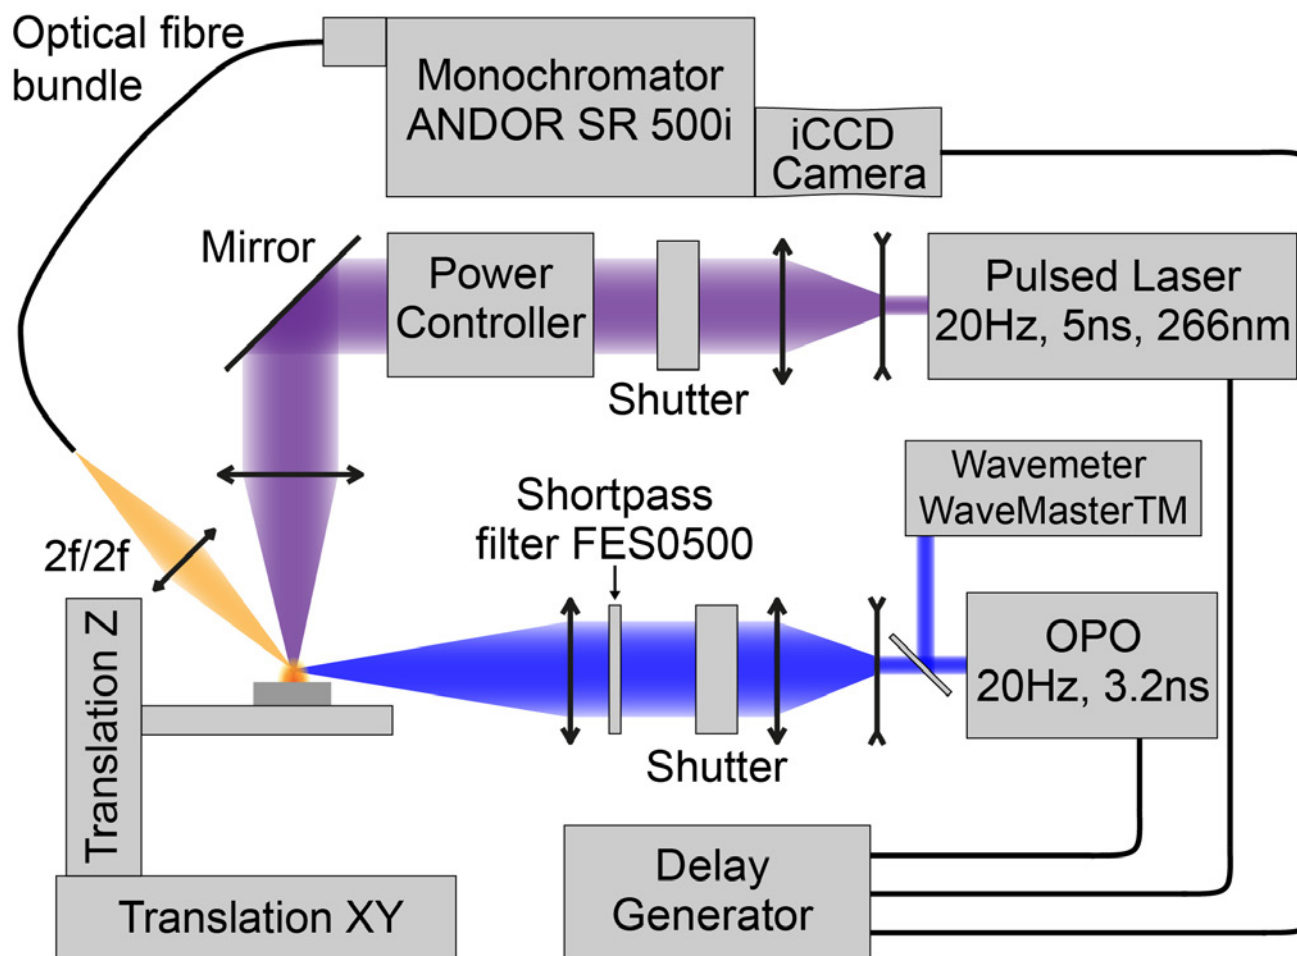 Optical fibre
bundle
Monochromator
ANDOR SR 500i
iCCD
Camera
Mirror
Power
Controller
Shutter
Pulsed Laser
20Hz, 5ns, 266nm
Wavemeter
WaveMasterTM
Shortpass
filter FES0500
2f/2f
OPO
20Hz, 3.2ns
Shutter
Translation Z
Translation XY
Delay
Generator